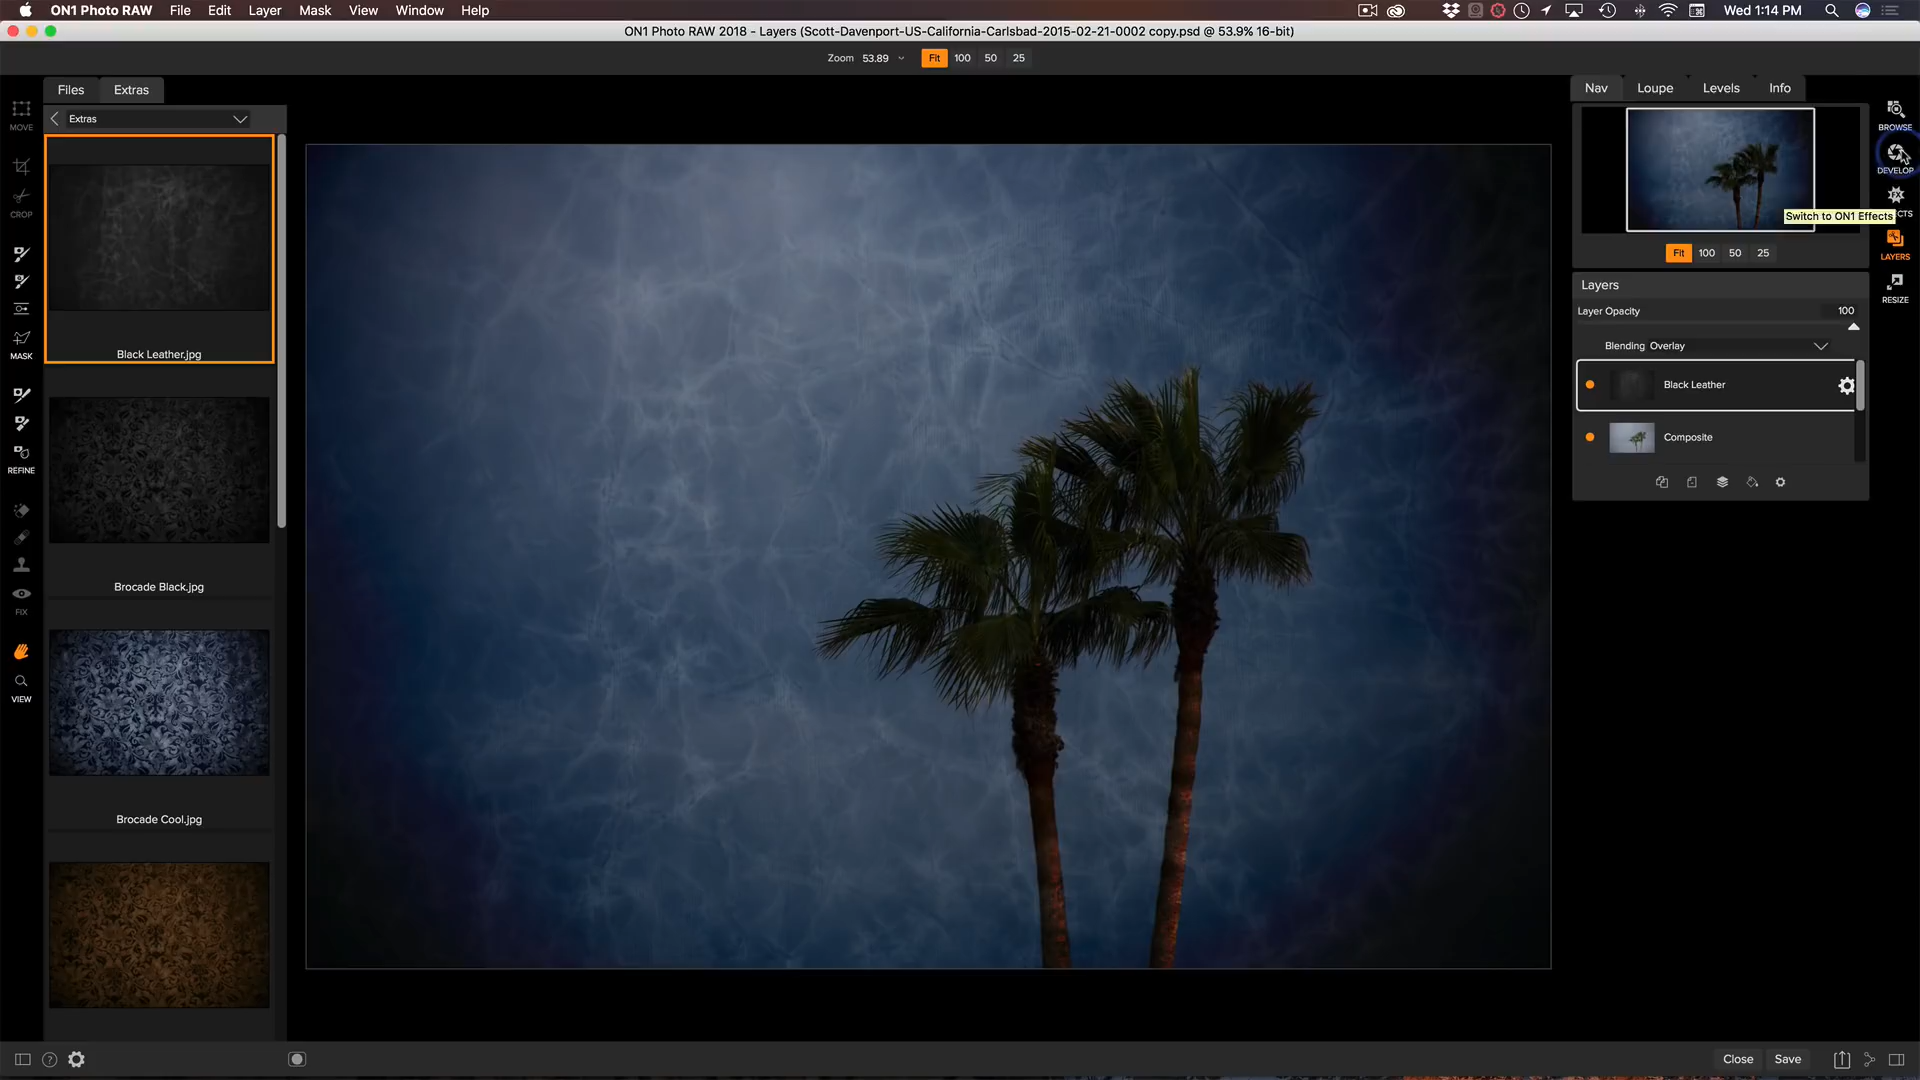 ON1 Photo RAW File Edit Layer Mask View Window Help Wed 1:14 PM
ON1 Photo RAW 2018 - Layers (Scott-Davenport-US-California-Carlsbad-2015-02-21-0002 copy.psd @ 53.9% 16-bit)
Zoom 53.89 Fit 100 50 25
Files Extras
Extras
MOVE
CROP
MASK
REFINE
FIX
VIEW
Black Leather.jpg
Brocade Black.jpg
Brocade Cool.jpg
Nav Loupe Levels Info
Switch to ON1 Effects
Fit 100 50 25
BROWSE
DEVELOP
CTS
LAYERS
RESIZE
Layers
Layer Opacity 100
Blending Overlay
Black Leather
Composite
Close Save